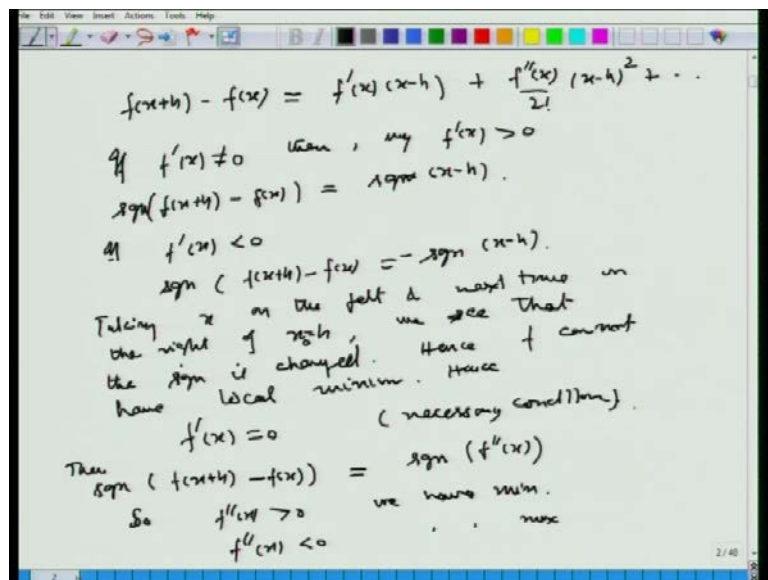 File Edit View Insert Actions Tools Help
f(x+h) - f(x) = f'(x) (x-h) + f''(x)/2! (x-h)^2 + ..
If f'(x) ≠ 0 then, say f'(x) > 0
sgn(f(x+h) - f(x)) = sgn (x-h).
If f'(x) < 0
sgn ( f(x+h) - f(x) = - sgn (x-h).
Taking x on the left & next time on
the right of x=h, we see that
the sign is changed. Hence f cannot
have local minim. Hence
f'(x) = 0 (necessary condition).
Then sgn ( f(x+h) - f(x)) = sgn (f''(x))
So f''(x) > 0 we have min.
f''(x) < 0 , , max
2/40
2